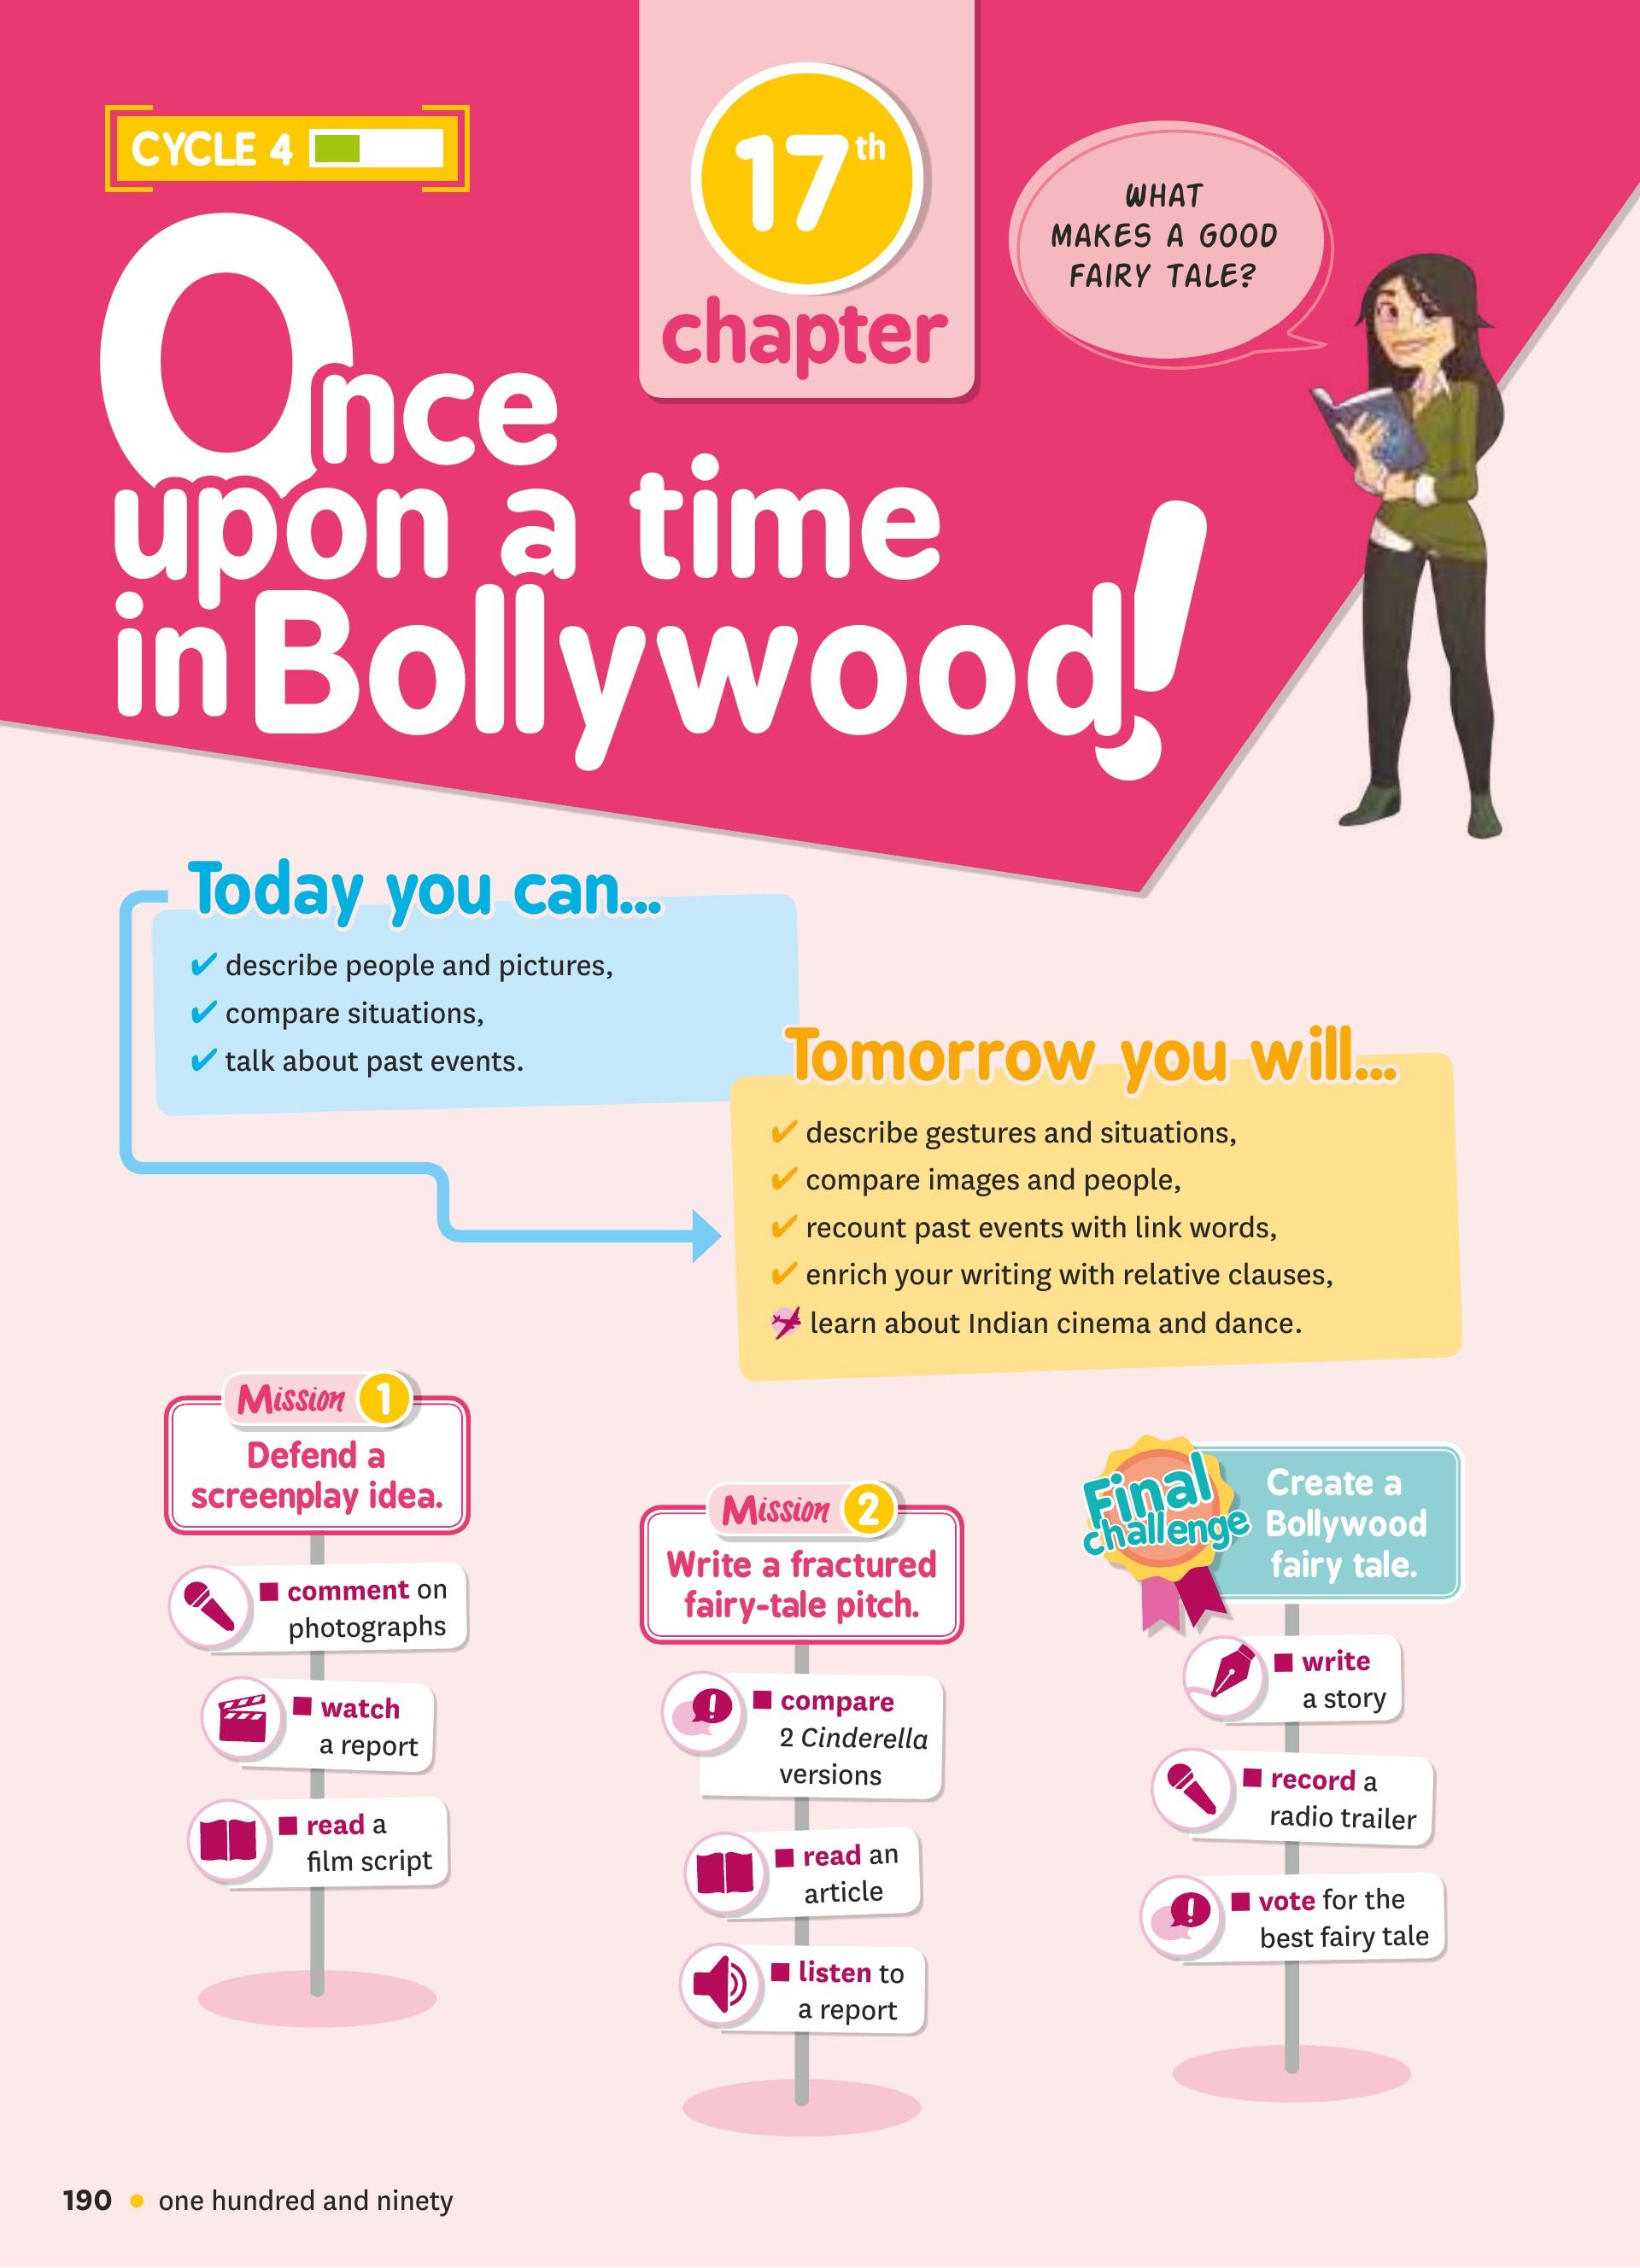 CYCLE 4
17th
chapter
WHAT
MAKES A GOOD
FAIRY TALE?
Once
upon a time
in Bollywood!
Today you can...
✔ describe people and pictures,
✔ compare situations,
✔ talk about past events.
Tomorrow you will...
✔ describe gestures and situations,
✔ compare images and people,
✔ recount past events with link words,
✔ enrich your writing with relative clauses,
learn about Indian cinema and dance.
Mission 1
Defend a
screenplay idea.
■ comment on
photographs
■ watch
a report
■ read a
film script
Mission 2
Write a fractured
fairy-tale pitch.
■ compare
2 Cinderella
versions
■ read an
article
■ listen to
a report
Final
challenge
Create a
Bollywood
fairy tale.
■ write
a story
■ record a
radio trailer
■ vote for the
best fairy tale
190 • one hundred and ninety